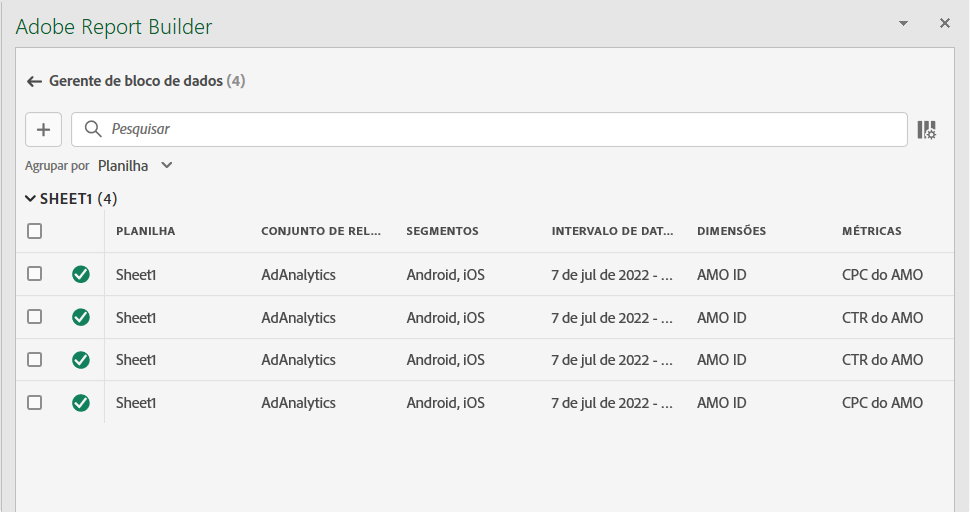 Adobe Report Builder
Gerente de bloco de dados (4)
Pesquisar
Agrupar por Planilha
SHEET1 (4)
PLANILHA CONJUNTO DE REL... SEGMENTOS INTERVALO DE DAT... DIMENSÕES MÉTRICAS
Sheet1 AdAnalytics Android, iOS 7 de jul de 2022 - ... AMO ID CPC do AMO
Sheet1 AdAnalytics Android, iOS 7 de jul de 2022 - ... AMO ID CTR do AMO
Sheet1 AdAnalytics Android, iOS 7 de jul de 2022 - ... AMO ID CTR do AMO
Sheet1 AdAnalytics Android, iOS 7 de jul de 2022 - ... AMO ID CPC do AMO